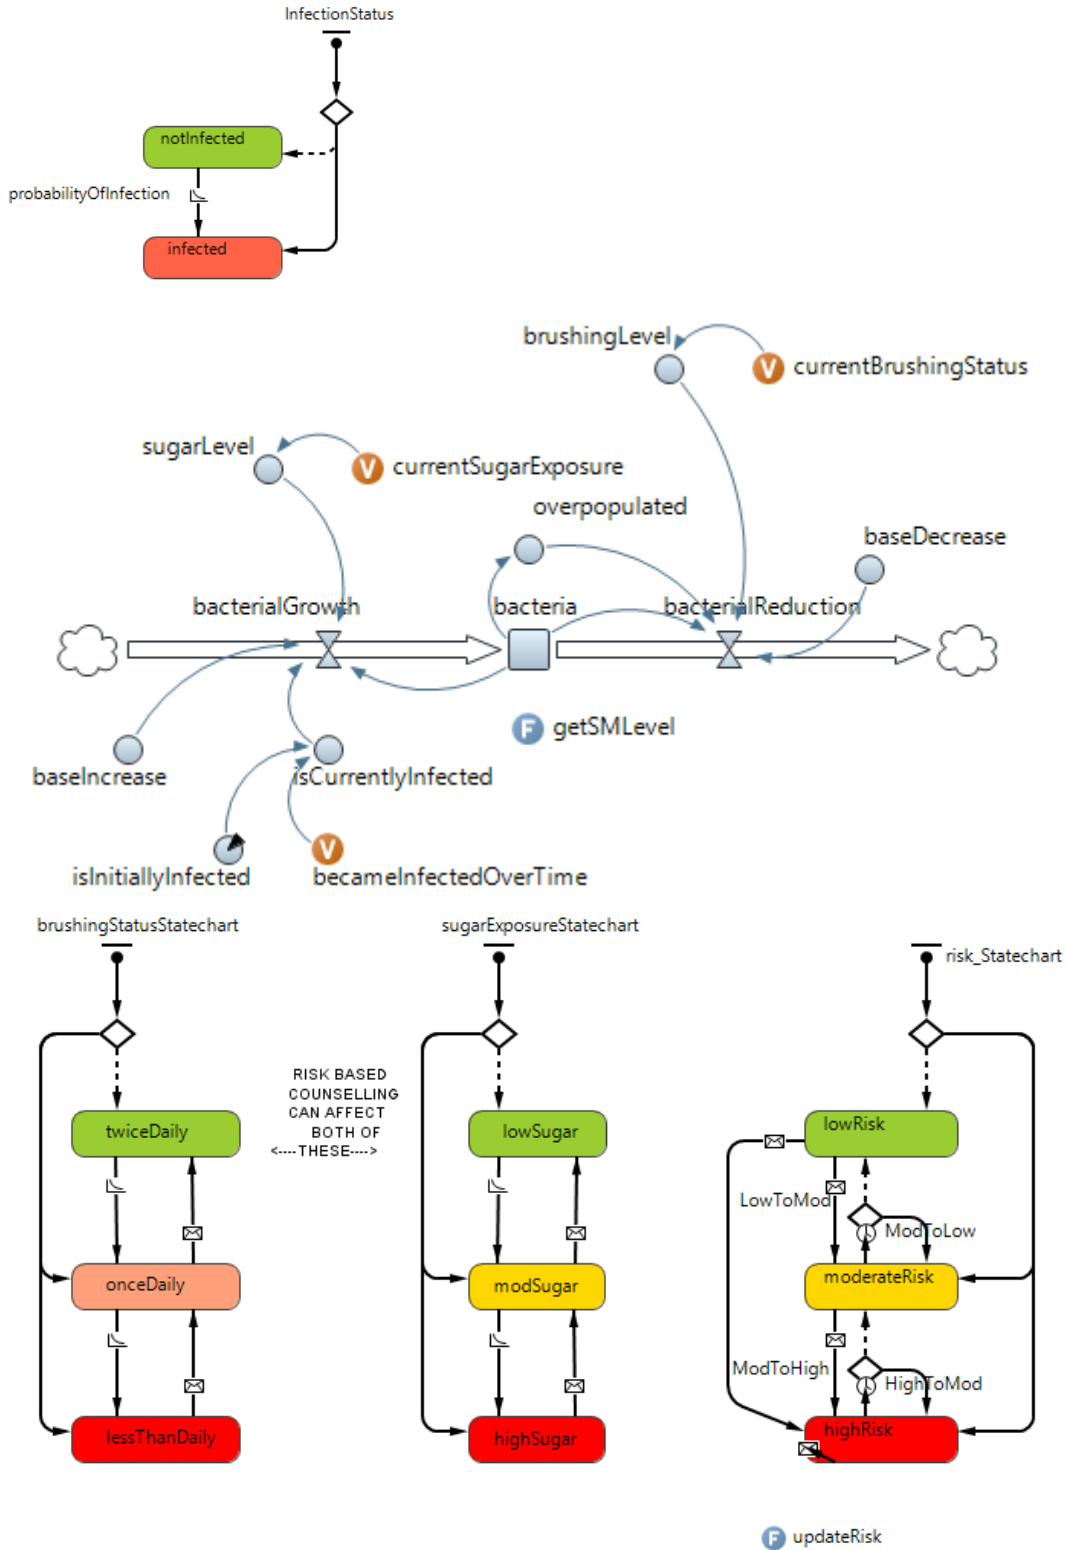 InfectionStatus
notInfected
probabilityOfInfection
infected
brushingLevel
V currentBrushingStatus
sugarLevel
V currentSugarExposure
overpopulated
baseDecrease
bacterialGrowth
bacteria
bacterialReduction
F getSMLevel
baseIncrease
isCurrentlyInfected
V
isInitiallyInfected
becameInfectedOverTime
brushingStatusStatechart
sugarExposureStatechart
risk_Statechart
RISK BASED
COUNSELLING
CAN AFFECT
BOTH OF
<----THESE---->
twiceDaily
lowSugar
lowRisk
LowToMod
ModToLow
onceDaily
modSugar
moderateRisk
ModToHigh
HighToMod
lessThanDaily
highSugar
highRisk
F updateRisk